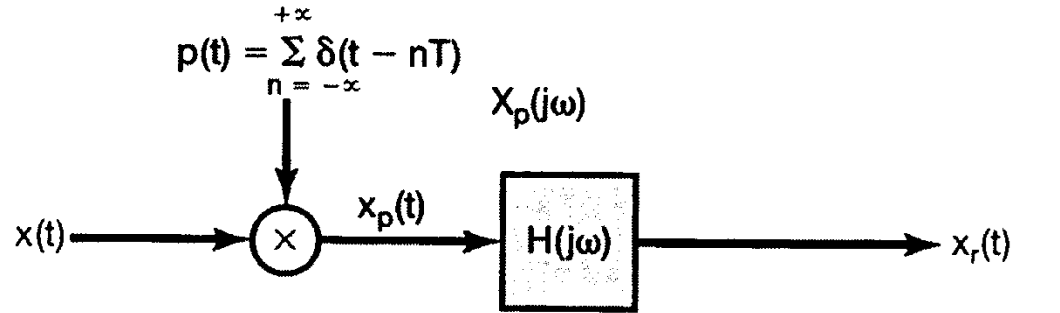 +∞
p(t) = Σ δ(t − nT)
n = −∞
X_p(jω)
x_p(t)
x(t)
×
H(jω)
x_r(t)